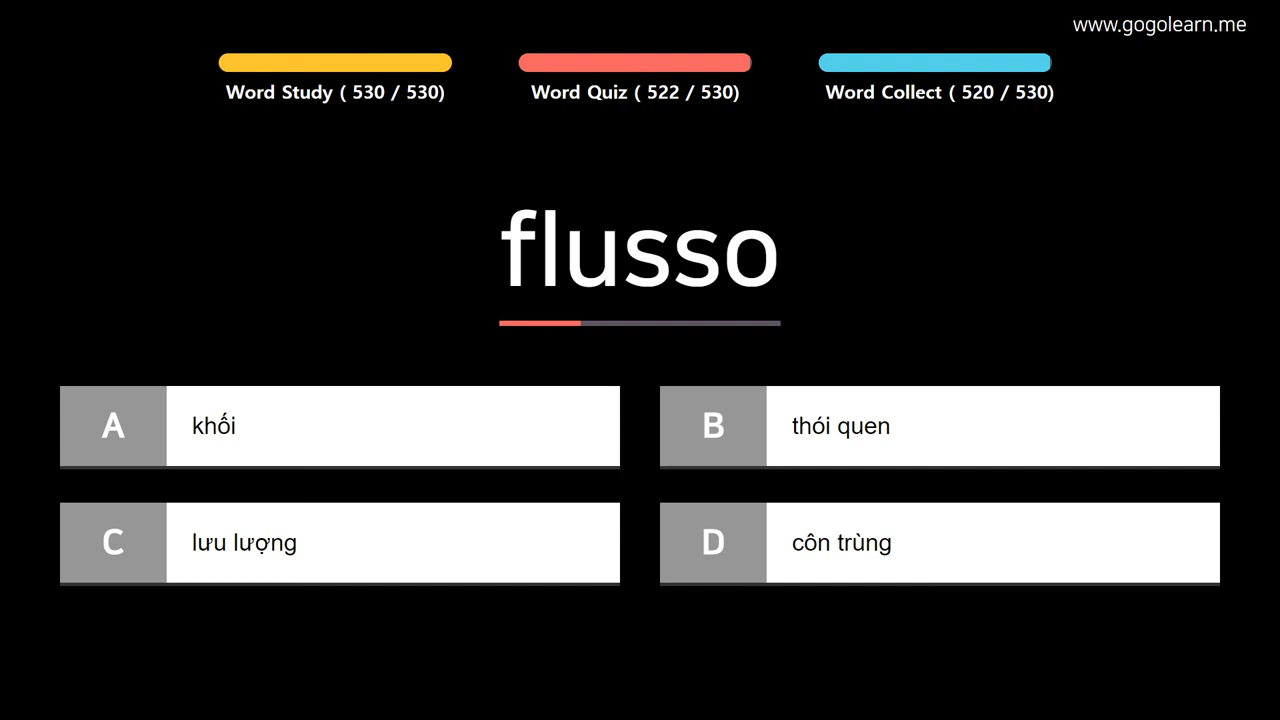 www.gogolearn.me
Word Study ( 530 / 530)
Word Quiz ( 522 / 530)
Word Collect ( 520 / 530)
flusso
A khối
B thói quen
C lưu lượng
D côn trùng